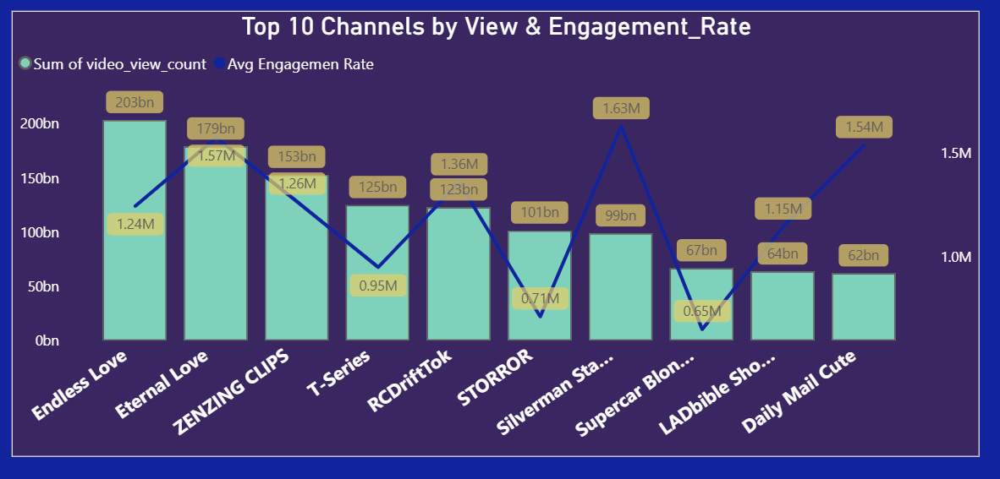 Top 10 Channels by View & Engagement_Rate
Sum of video_view_count Avg Engagemen Rate
203bn
179bn
153bn
125bn
1.36M
123bn
101bn
1.63M
99bn
67bn
1.15M
64bn
1.54M
62bn
1.24M
1.57M
1.26M
0.95M
0.71M
0.65M
200bn
150bn
100bn
50bn
0bn
1.5M
1.0M
Endless Love
Eternal Love
ZENZING CLIPS
T-Series
RCDriftTok
STORROR
Silverman Sta...
Supercar Blon...
LADbible Sho...
Daily Mail Cute